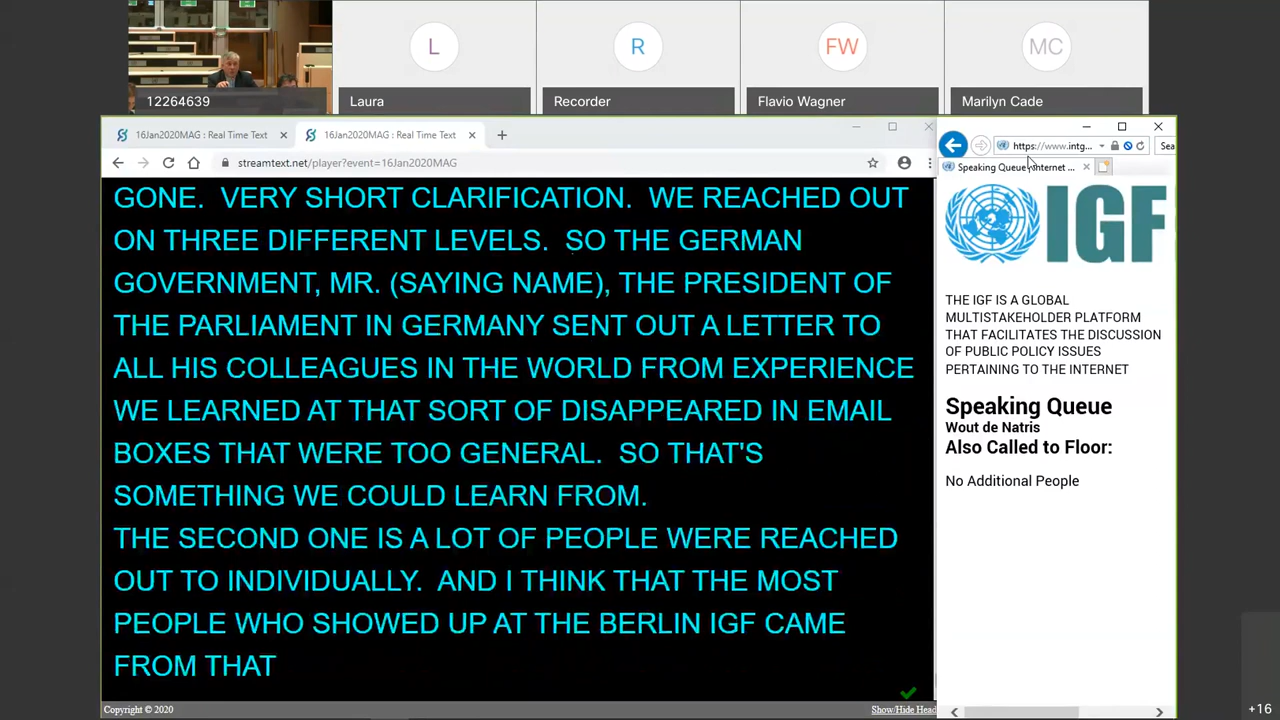 L
R
FW
MC
12264639
Laura
Recorder
Flavio Wagner
Marilyn Cade
16Jan2020MAG : Real Time Text
16Jan2020MAG : Real Time Text
streamtext.net/player?event=16Jan2020MAG
GONE. VERY SHORT CLARIFICATION. WE REACHED OUT
ON THREE DIFFERENT LEVELS. SO THE GERMAN
GOVERNMENT, MR. (SAYING NAME), THE PRESIDENT OF
THE PARLIAMENT IN GERMANY SENT OUT A LETTER TO
ALL HIS COLLEAGUES IN THE WORLD FROM EXPERIENCE
WE LEARNED AT THAT SORT OF DISAPPEARED IN EMAIL
BOXES THAT WERE TOO GENERAL. SO THAT'S
SOMETHING WE COULD LEARN FROM.
THE SECOND ONE IS A LOT OF PEOPLE WERE REACHED
OUT TO INDIVIDUALLY. AND I THINK THAT THE MOST
PEOPLE WHO SHOWED UP AT THE BERLIN IGF CAME
FROM THAT
Copyright © 2020
Show/Hide Head
https://www.intg...
Sea
Speaking Queue Internet ...
IGF
THE IGF IS A GLOBAL
MULTISTAKEHOLDER PLATFORM
THAT FACILITATES THE DISCUSSION
OF PUBLIC POLICY ISSUES
PERTAINING TO THE INTERNET
Speaking Queue
Wout de Natris
Also Called to Floor:
No Additional People
+16